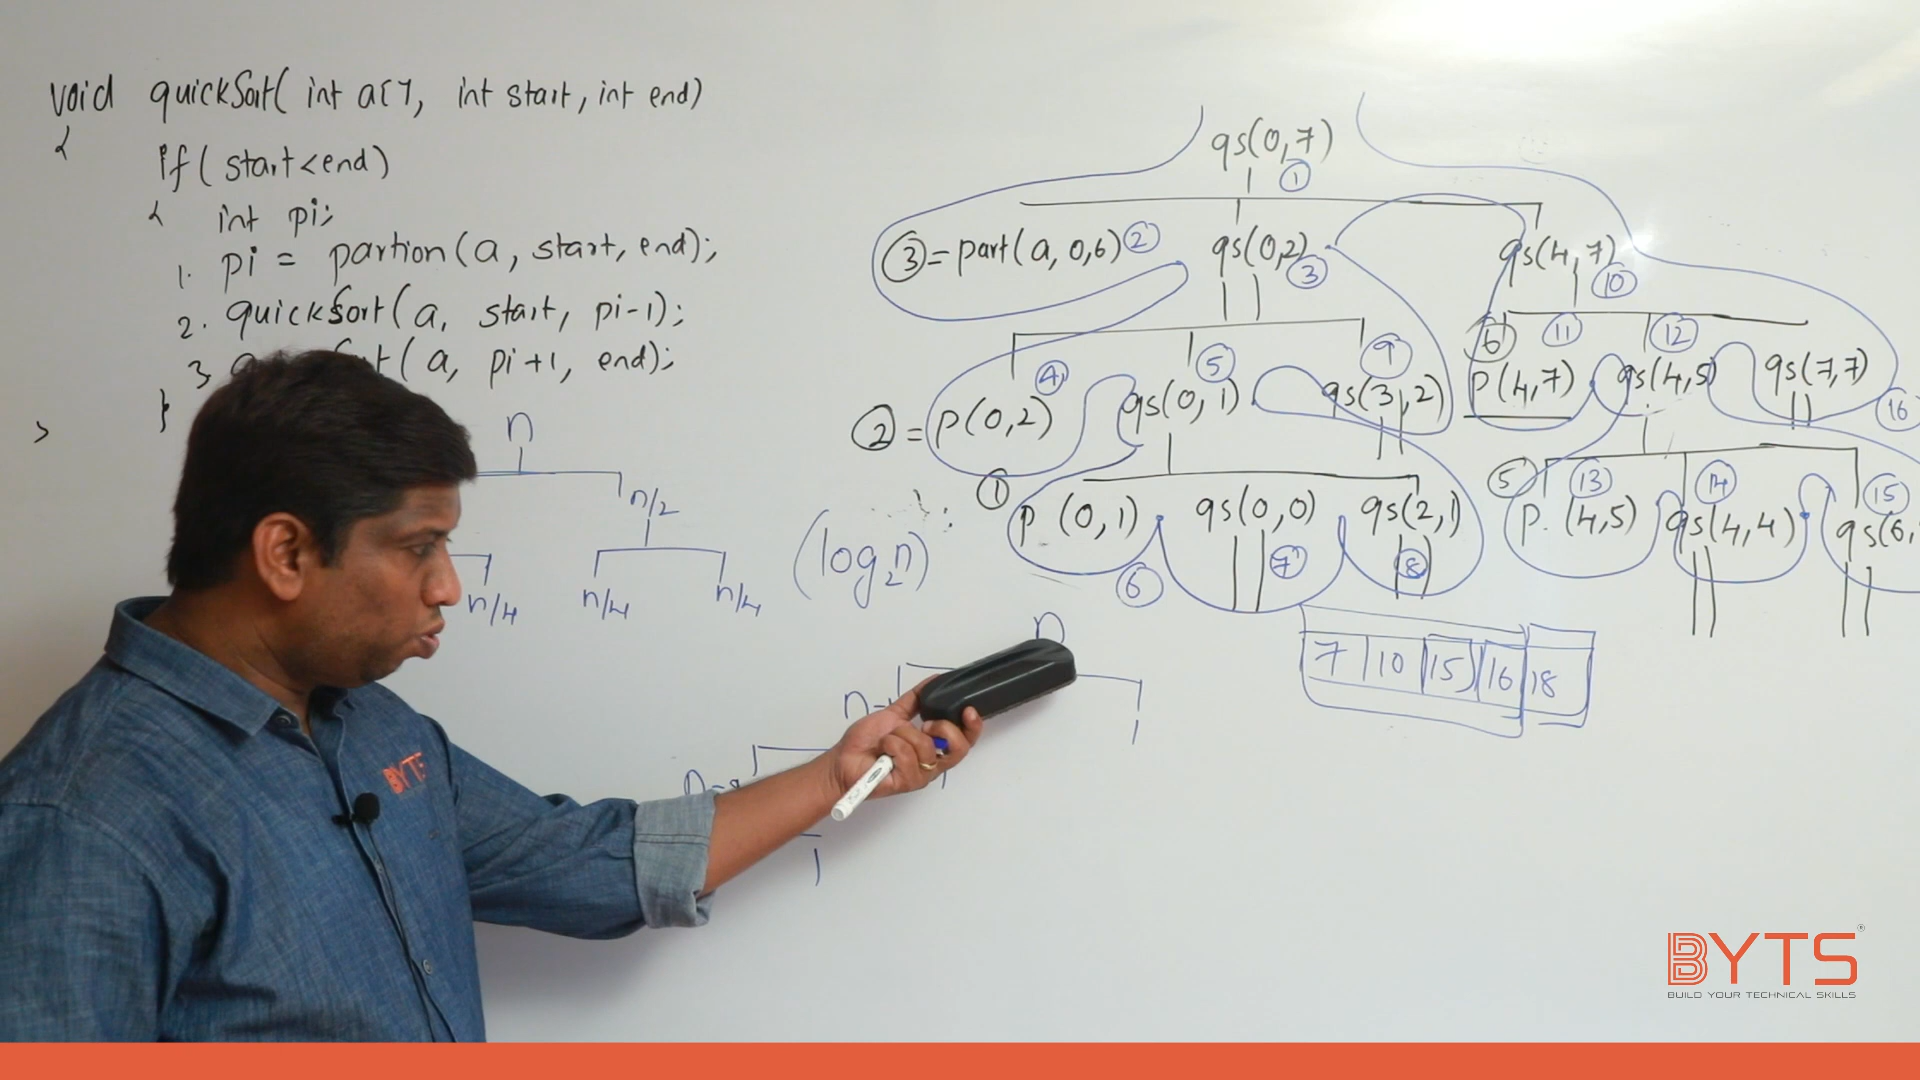 void quickSort( int a[], int start, int end)
{
if( start<end)
{ int pi;
1. pi = partion(a, start, end);
2. quickSort(a, start, pi-1);
3. (a, pi+1, end);
}
}
n
n/2
n/4 n/4 n/4
(log2n)
qs(0,7)
1
3 = part(a, 0,6) 2 qs(0,2) 3 qs(4,7) 10
4 5 9 6 11 12
2 = p(0,2) qs(0,1) qs(3,2) P(4,7) qs(4,5) qs(7,7) 16
1 5 13 14 15
p (0,1) qs(0,0) qs(2,1) p. (4,5) qs(4,4) qs(6,
6 7 8
n
7 10 15 16 18
1
1
BYTS
BYTS
BUILD YOUR TECHNICAL SKILLS